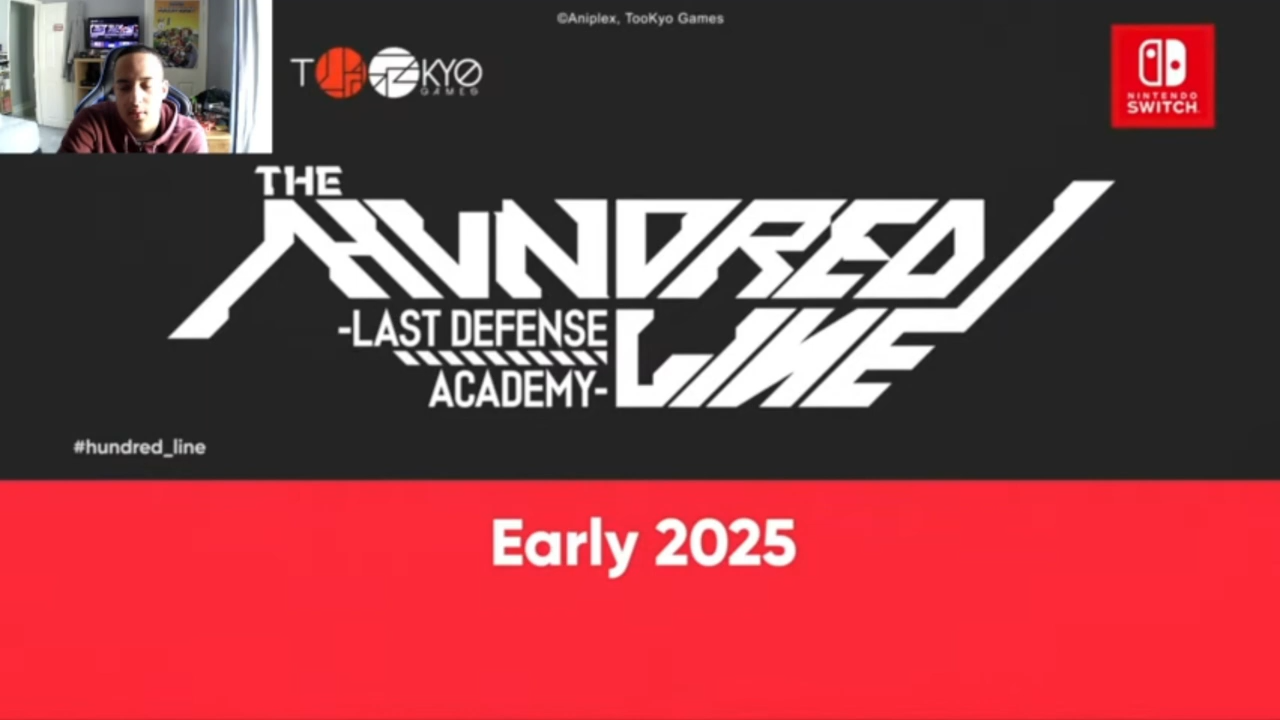 ©Aniplex, TooKyo Games
TOOKYO
GAMES
NINTENDO
SWITCH
THE
HUNDRED
LINE
-LAST DEFENSE
ACADEMY-
#hundred_line
Early 2025